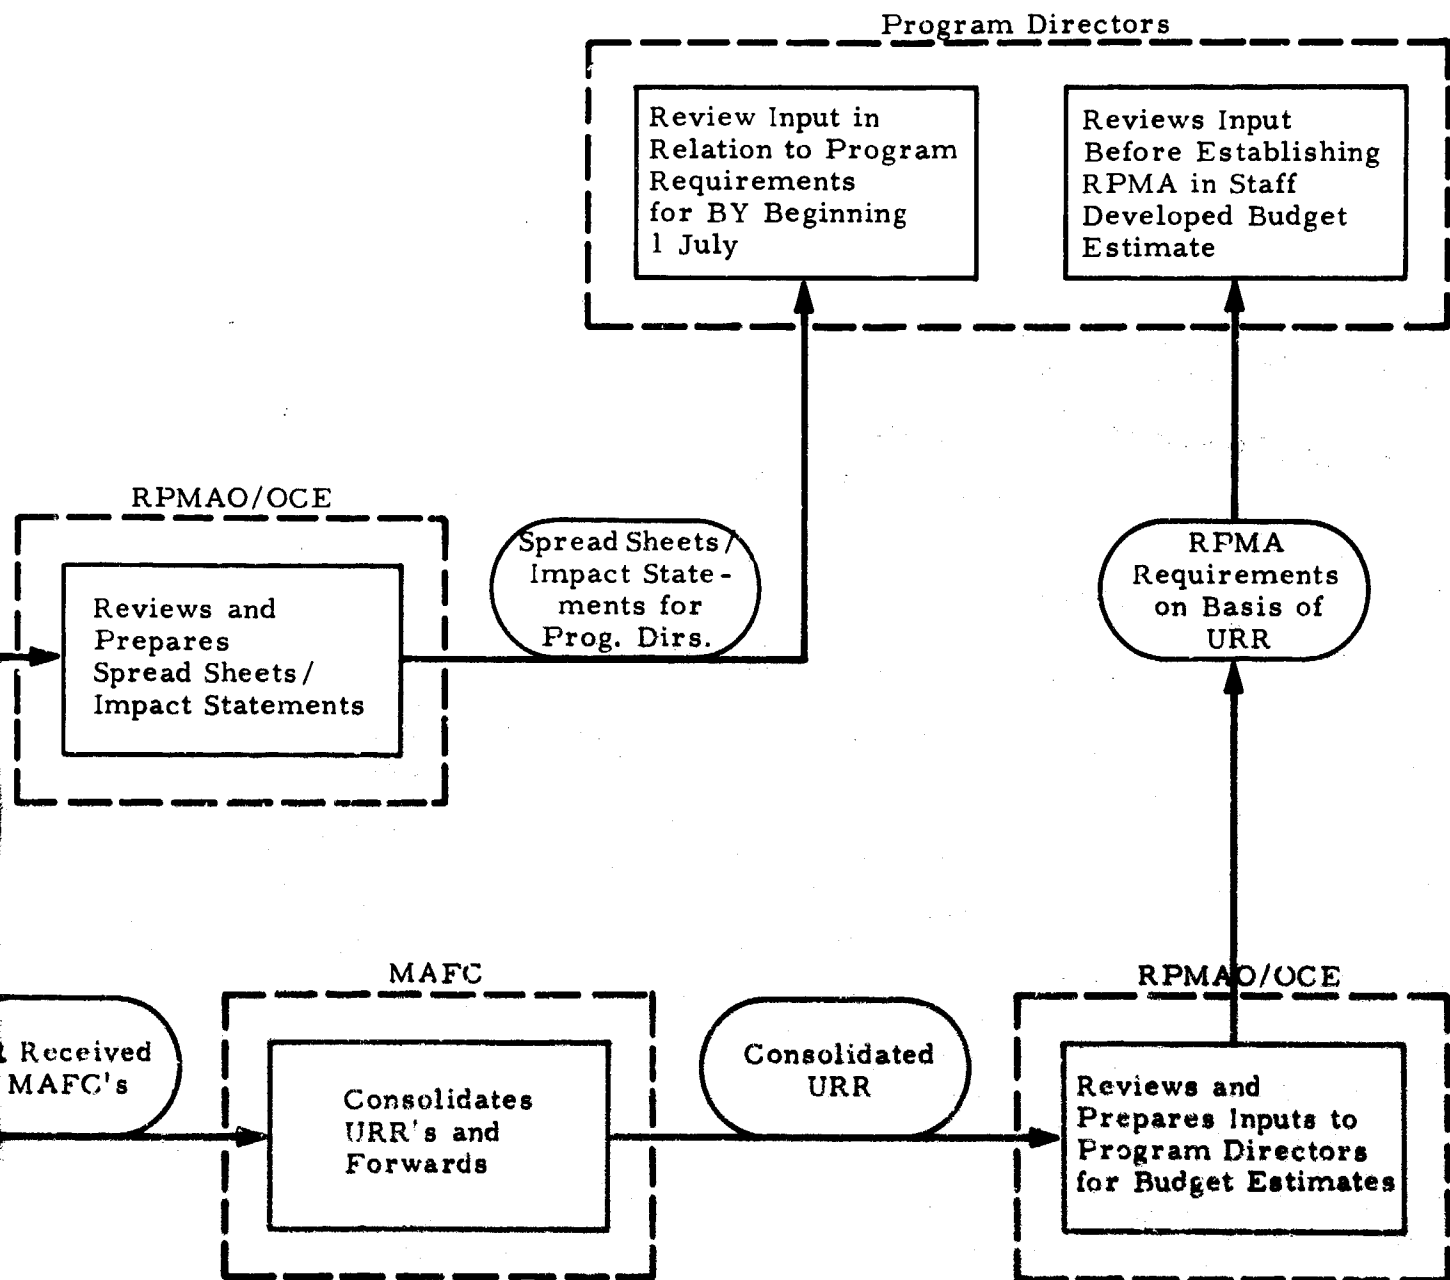 Program Directors
Review Input in
Relation to Program
Requirements
for BY Beginning
1 July
Reviews Input
Before Establishing
RPMA in Staff
Developed Budget
Estimate
RPMAO/OCE
Reviews and
Prepares
Spread Sheets/
Impact Statements
Spread Sheets/
Impact State-
ments for
Prog. Dirs.
RPMA
Requirements
on Basis of
URR
Received
MAFC's
MAFC
Consolidates
URR's and
Forwards
Consolidated
URR
RPMAO/OCE
Reviews and
Prepares Inputs to
Program Directors
for Budget Estimates